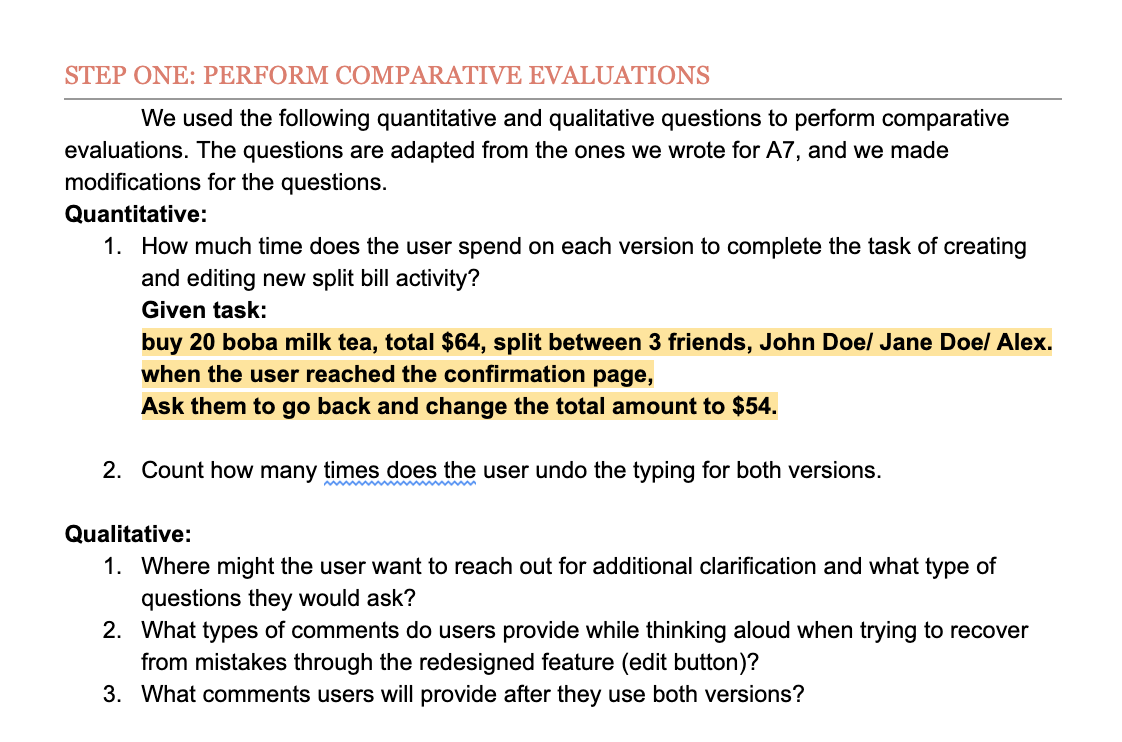 STEP ONE: PERFORM COMPARATIVE EVALUATIONS
We used the following quantitative and qualitative questions to perform comparative
evaluations. The questions are adapted from the ones we wrote for A7, and we made
modifications for the questions.
Quantitative:
1. How much time does the user spend on each version to complete the task of creating
and editing new split bill activity?
Given task:
buy 20 boba milk tea, total $64, split between 3 friends, John Doe/ Jane Doe/ Alex.
when the user reached the confirmation page,
Ask them to go back and change the total amount to $54.
2. Count how many times does the user undo the typing for both versions.
Qualitative:
1. Where might the user want to reach out for additional clarification and what type of
questions they would ask?
2. What types of comments do users provide while thinking aloud when trying to recover
from mistakes through the redesigned feature (edit button)?
3. What comments users will provide after they use both versions?